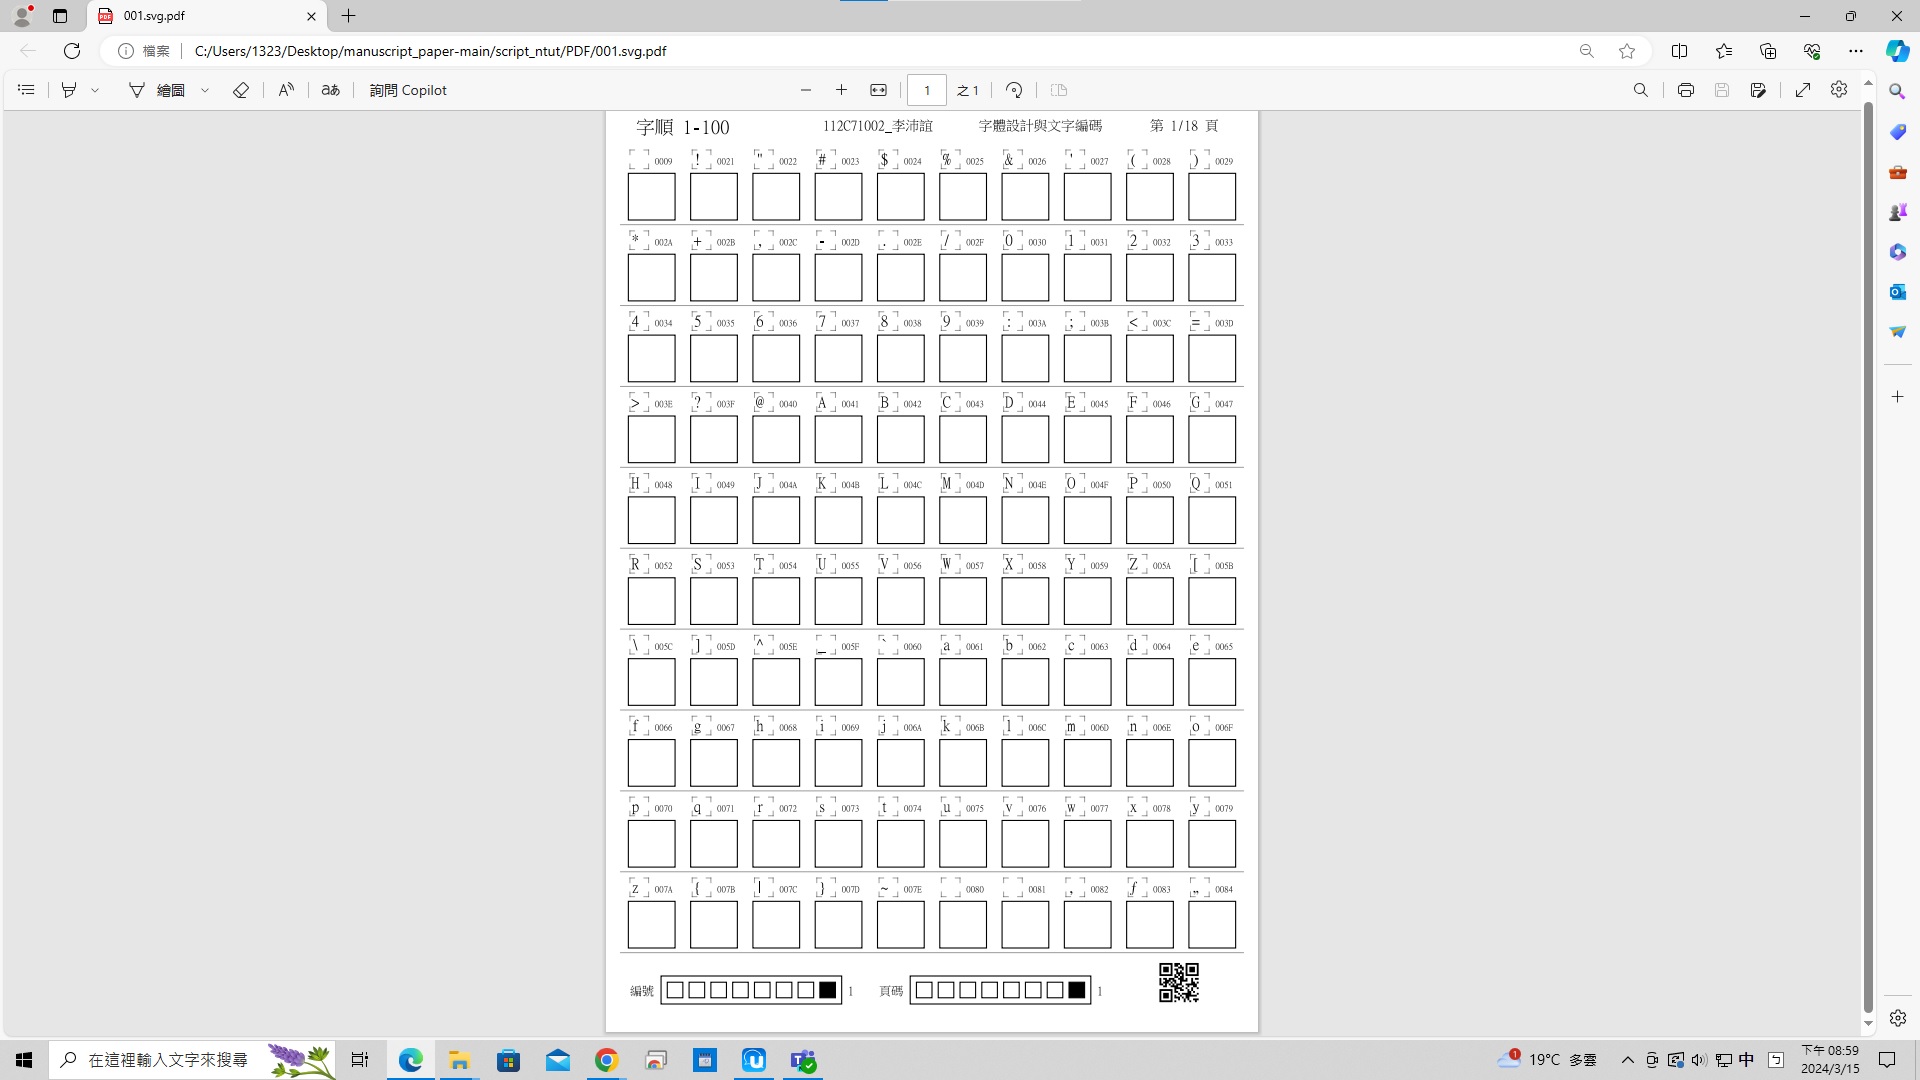 001.svg.pdf
檔案 C:/Users/1323/Desktop/manuscript_paper-main/script_ntut/PDF/001.svg.pdf
繪圖 A aあ 詢問 Copilot 1 之 1
字順 1-100 112C71002_李沛誼 字體設計與文字編碼 第 1/18 頁
0009 ! 0021 " 0022 # 0023 $ 0024 % 0025 & 0026 ' 0027 ( 0028 ) 0029
* 002A + 002B , 002C - 002D . 002E / 002F 0 0030 1 0031 2 0032 3 0033
4 0034 5 0035 6 0036 7 0037 8 0038 9 0039 : 003A ; 003B < 003C = 003D
> 003E ? 003F @ 0040 A 0041 B 0042 C 0043 D 0044 E 0045 F 0046 G 0047
H 0048 I 0049 J 004A K 004B L 004C M 004D N 004E O 004F P 0050 Q 0051
R 0052 S 0053 T 0054 U 0055 V 0056 W 0057 X 0058 Y 0059 Z 005A [ 005B
\ 005C ] 005D ^ 005E _ 005F ` 0060 a 0061 b 0062 c 0063 d 0064 e 0065
f 0066 g 0067 h 0068 i 0069 j 006A k 006B l 006C m 006D n 006E o 006F
p 0070 q 0071 r 0072 s 0073 t 0074 u 0075 v 0076 w 0077 x 0078 y 0079
z 007A { 007B | 007C } 007D ~ 007E 0080 0081 ‚ 0082 ƒ 0083 „ 0084
編號 1 頁碼 1
在這裡輸入文字來搜尋 1 19°C 多雲 中 下午 08:59
2024/3/15